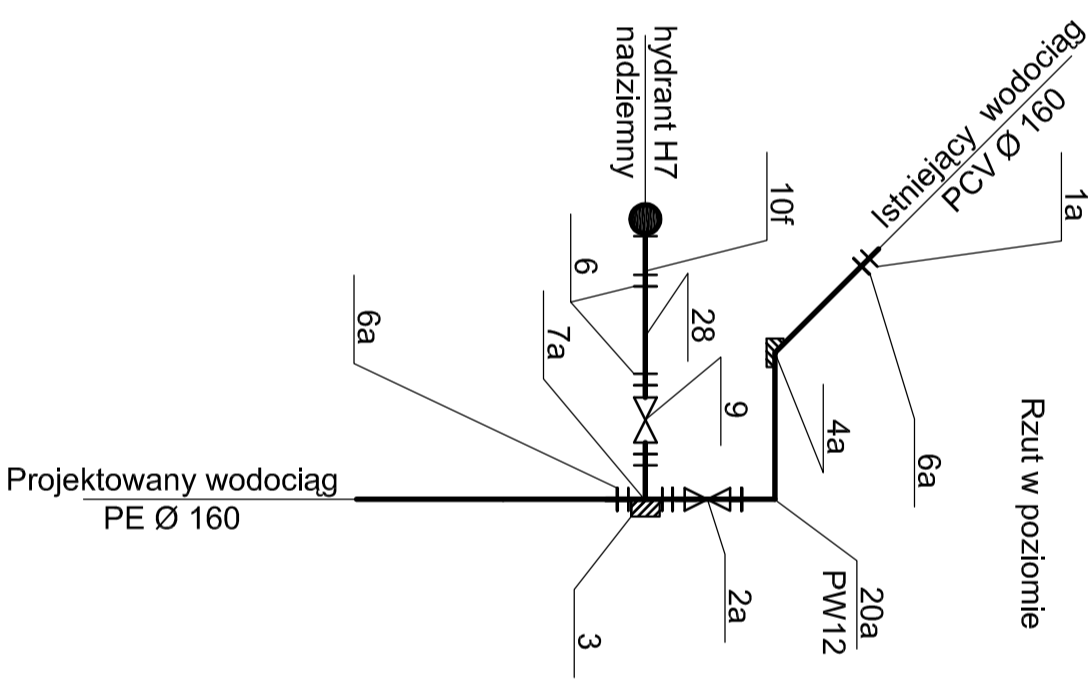 Rzut w poziomie
Istniejący wodociąg
PCV Ø 160
1a
6a
4a
20a
PW12
2a
3
hydrant H7
nadziemny
10f
6
28
9
7a
6a
Projektowany wodociąg
PE Ø 160